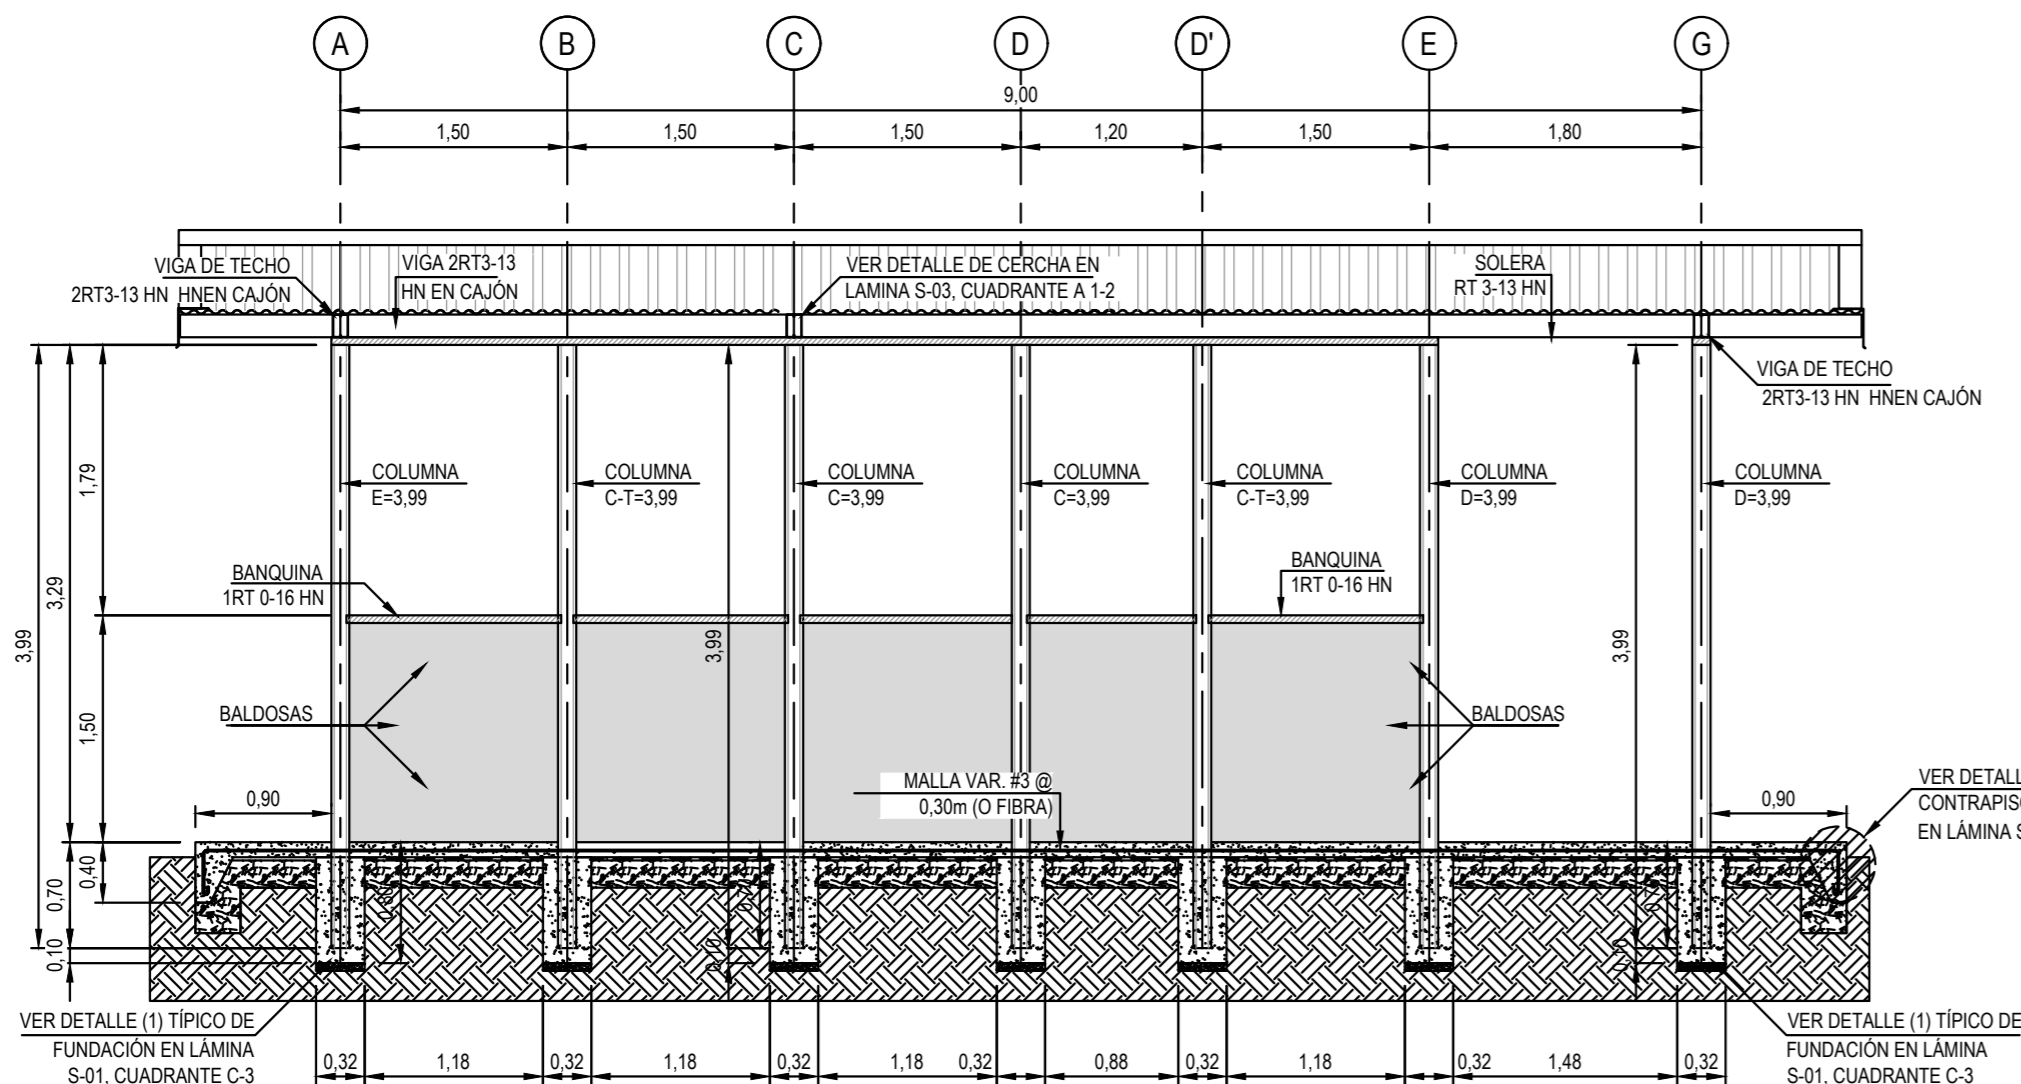 A B C D D' E G
9,00
1,50 1,50 1,50 1,20 1,50 1,80
VIGA DE TECHO
2RT3-13 HN HNEN CAJÓN
VIGA 2RT3-13
HN EN CAJÓN
VER DETALLE DE CERCHA EN
LAMINA S-03, CUADRANTE A 1-2
SOLERA
RT 3-13 HN
VIGA DE TECHO
2RT3-13 HN HNEN CAJÓN
COLUMNA
E=3,99
COLUMNA
C-T=3,99
COLUMNA
C=3,99
COLUMNA
C=3,99
COLUMNA
C-T=3,99
COLUMNA
D=3,99
COLUMNA
D=3,99
3,99
3,29
1,79
1,50
3,99
3,99
BANQUINA
1RT 0-16 HN
BANQUINA
1RT 0-16 HN
BALDOSAS
BALDOSAS
MALLA VAR. #3 @
0,30m (O FIBRA)
0,90
0,90
VER DETALL
CONTRAPIS
EN LÁMINA S
0,40
0,70
0,10
0,80
0,70
0,10
0,10
VER DETALLE (1) TÍPICO DE
FUNDACIÓN EN LÁMINA
S-01, CUADRANTE C-3
VER DETALLE (1) TÍPICO DE
FUNDACIÓN EN LÁMINA
S-01, CUADRANTE C-3
0,32 1,18 0,32 1,18 0,32 1,18 0,32 0,88 0,32 1,18 0,32 1,48 0,32